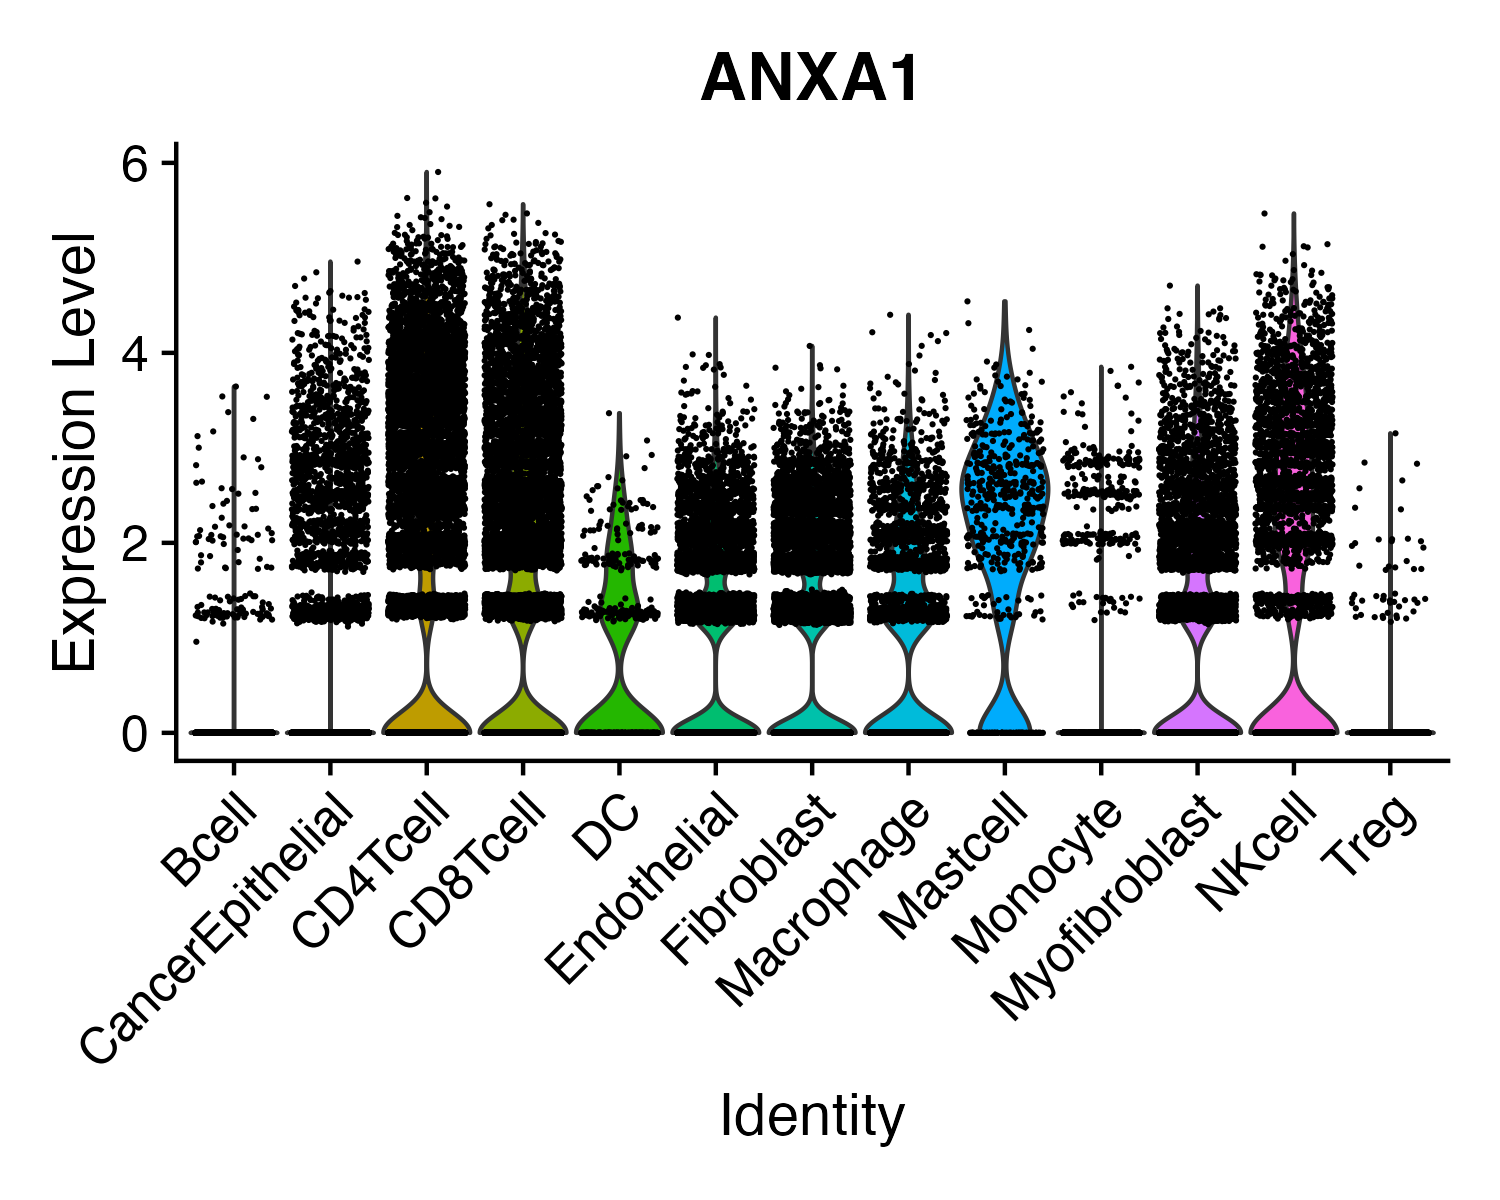 ANXA1
Expression Level
6
4
2
0
Bcell
CancerEpithelial
CD4Tcell
CD8Tcell
DC
Endothelial
Fibroblast
Macrophage
Mastcell
Monocyte
Myofibroblast
NKcell
Treg
Identity